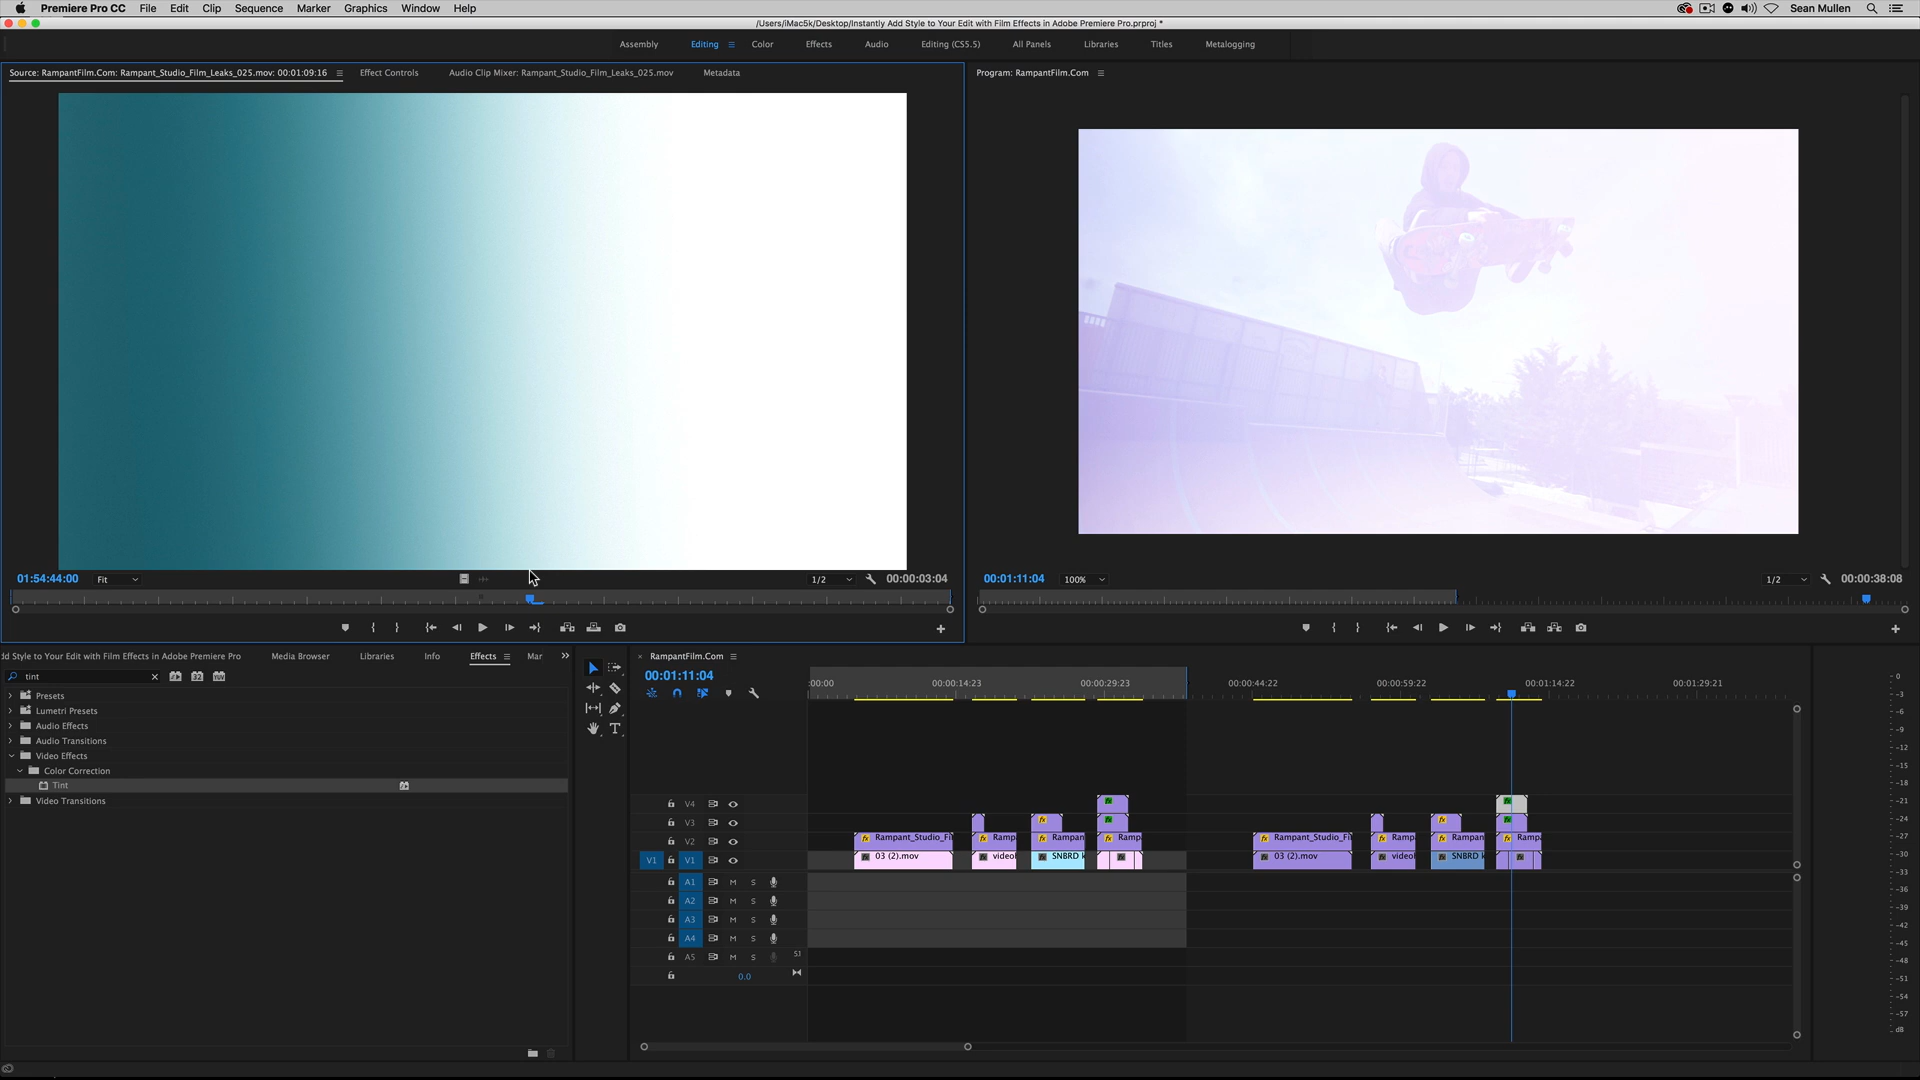 Premiere Pro CC File Edit Clip Sequence Marker Graphics Window Help Sean Mullen
/Users/iMac5k/Desktop/Instantly Add Style to Your Edit with Film Effects in Adobe Premiere Pro.prproj *
Assembly Editing Color Effects Audio Editing (CS5.5) All Panels Libraries Titles Metalogging
Source: RampantFilm.Com: Rampant_Studio_Film_Leaks_025.mov: 00:01:09:16 Effect Controls Audio Clip Mixer: Rampant_Studio_Film_Leaks_025.mov Metadata
Program: RampantFilm.Com
01:54:44:00 Fit 1/2 00:00:03:04
00:01:11:04 100% 1/2 00:00:38:08
dd Style to Your Edit with Film Effects in Adobe Premiere Pro Media Browser Libraries Info Effects Mar
tint
Presets
Lumetri Presets
Audio Effects
Audio Transitions
Video Effects
Color Correction
Tint
Video Transitions
RampantFilm.Com
00:01:11:04
:00:00 00:00:14:23 00:00:29:23 00:00:44:22 00:00:59:22 00:01:14:22 00:01:29:21
V4
V3
V2 Rampant_Studio_Fi Ramp Rampan Ramp Rampant_Studio_Fi Ramp Rampan Ramp
V1 V1 03 (2).mov video SNBRD k 03 (2).mov video SNBRD k
A1 M S
A2 M S
A3 M S
A4 M S
A5 M S 5.1
0.0
0
-3
-6
-9
-12
-15
-18
-21
-24
-27
-30
-33
-36
-39
-42
-45
-48
-51
-54
-57
dB